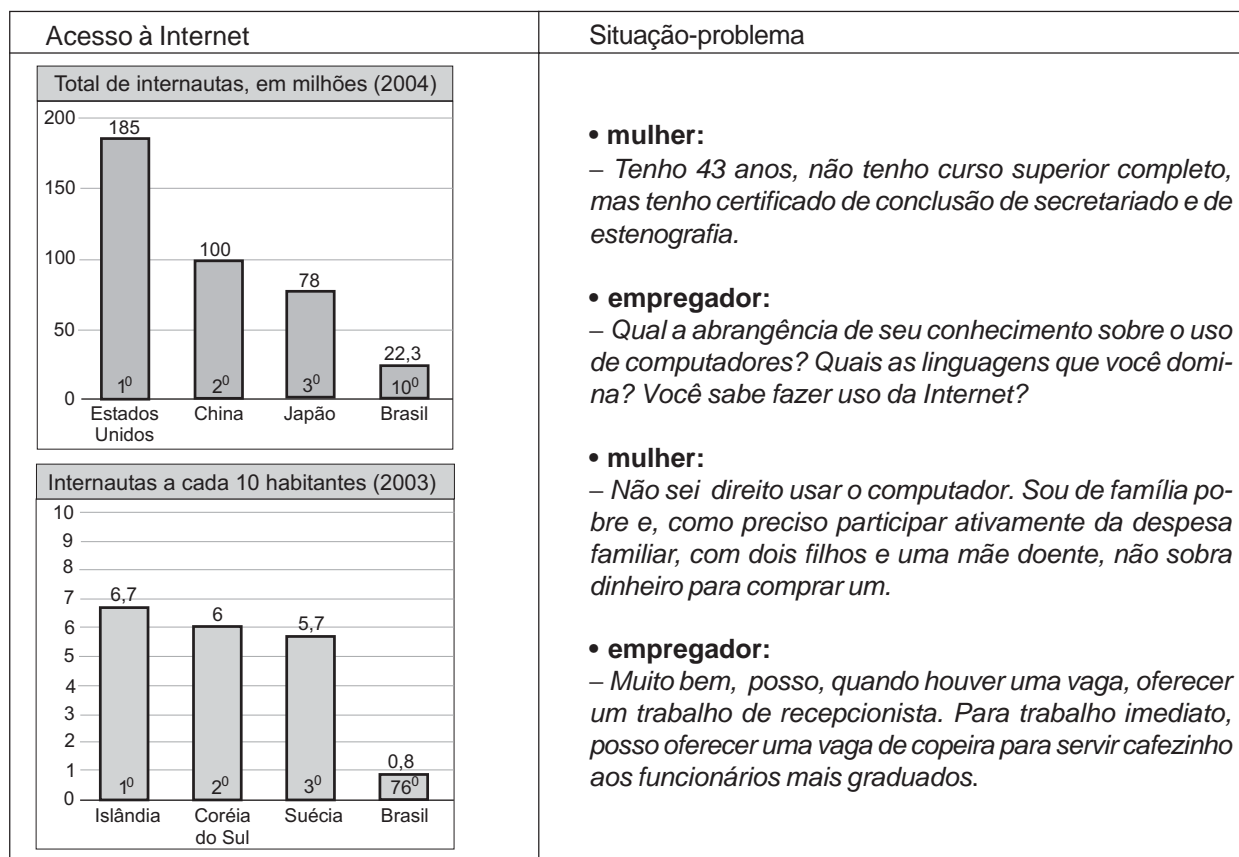 Acesso à Internet
Total de internautas, em milhões (2004)
200
150
100
50
0
185
100
78
22,3
1⁰
2⁰
3⁰
10⁰
Estados
Unidos
China
Japão
Brasil
Internautas a cada 10 habitantes (2003)
10
9
8
7
6
5
4
3
2
1
0
6,7
6
5,7
0,8
1⁰
2⁰
3⁰
76⁰
Islândia
Coréia
do Sul
Suécia
Brasil
Situação-problema
• mulher:
– Tenho 43 anos, não tenho curso superior completo,
mas tenho certificado de conclusão de secretariado e de
estenografia.
• empregador:
– Qual a abrangência de seu conhecimento sobre o uso
de computadores? Quais as linguagens que você domi-
na? Você sabe fazer uso da Internet?
• mulher:
– Não sei direito usar o computador. Sou de família po-
bre e, como preciso participar ativamente da despesa
familiar, com dois filhos e uma mãe doente, não sobra
dinheiro para comprar um.
• empregador:
– Muito bem, posso, quando houver uma vaga, oferecer
um trabalho de recepcionista. Para trabalho imediato,
posso oferecer uma vaga de copeira para servir cafezinho
aos funcionários mais graduados.